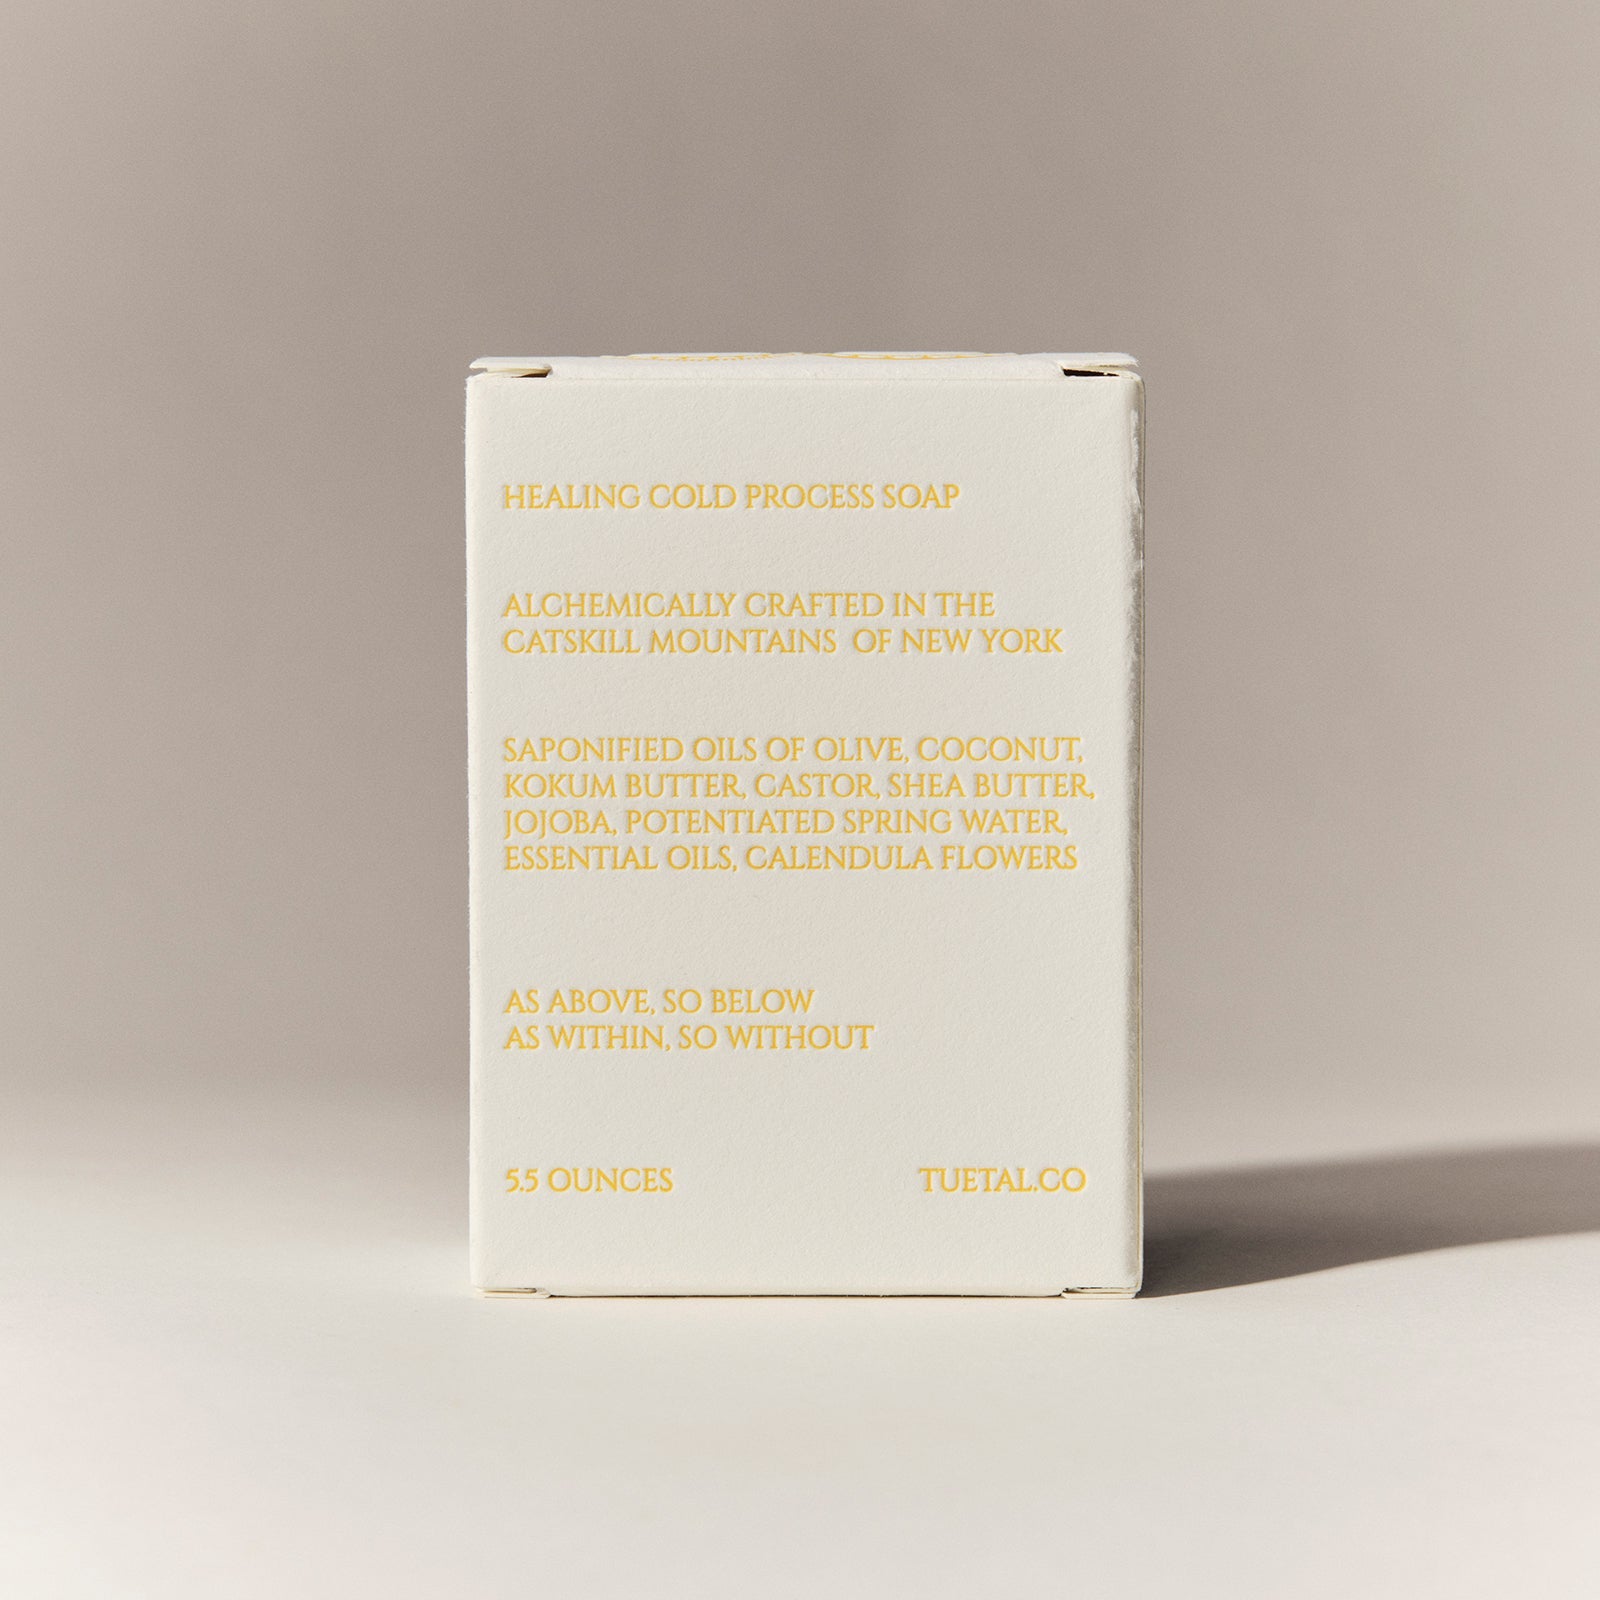 HEALING COLD PROCESS SOAP
ALCHEMICALLY CRAFTED IN THE
CATSKILL MOUNTAINS OF NEW YORK
SAPONIFIED OILS OF OLIVE, COCONUT,
KOKUM BUTTER, CASTOR, SHEA BUTTER,
JOJOBA, POTENTIATED SPRING WATER,
ESSENTIAL OILS, CALENDULA FLOWERS
AS ABOVE, SO BELOW
AS WITHIN, SO WITHOUT
5.5 OUNCES
TUETAL.CO